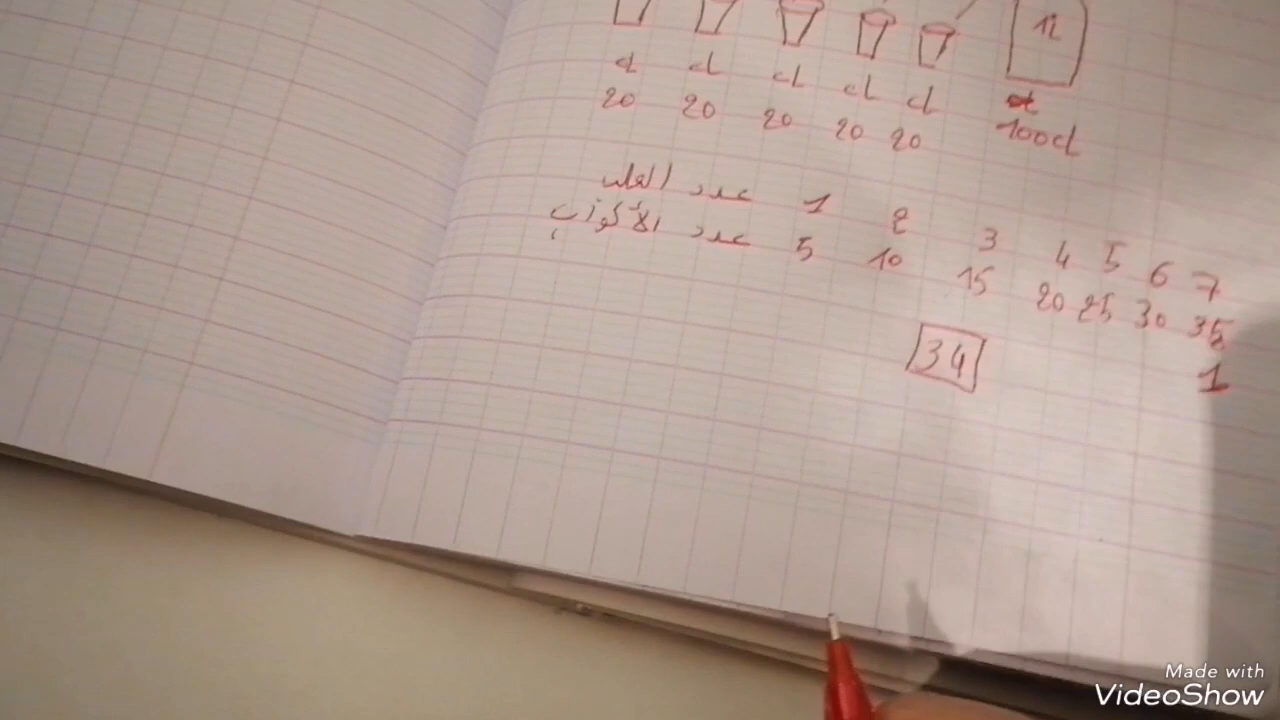 1l
cl cl cl cl cl
20 20 20 20 20 100cl
عدد العلب 1 2 3 4 5 6 7
عدد الأكواب 5 10 15 20 25 30 35
34 1
Made with
VideoShow